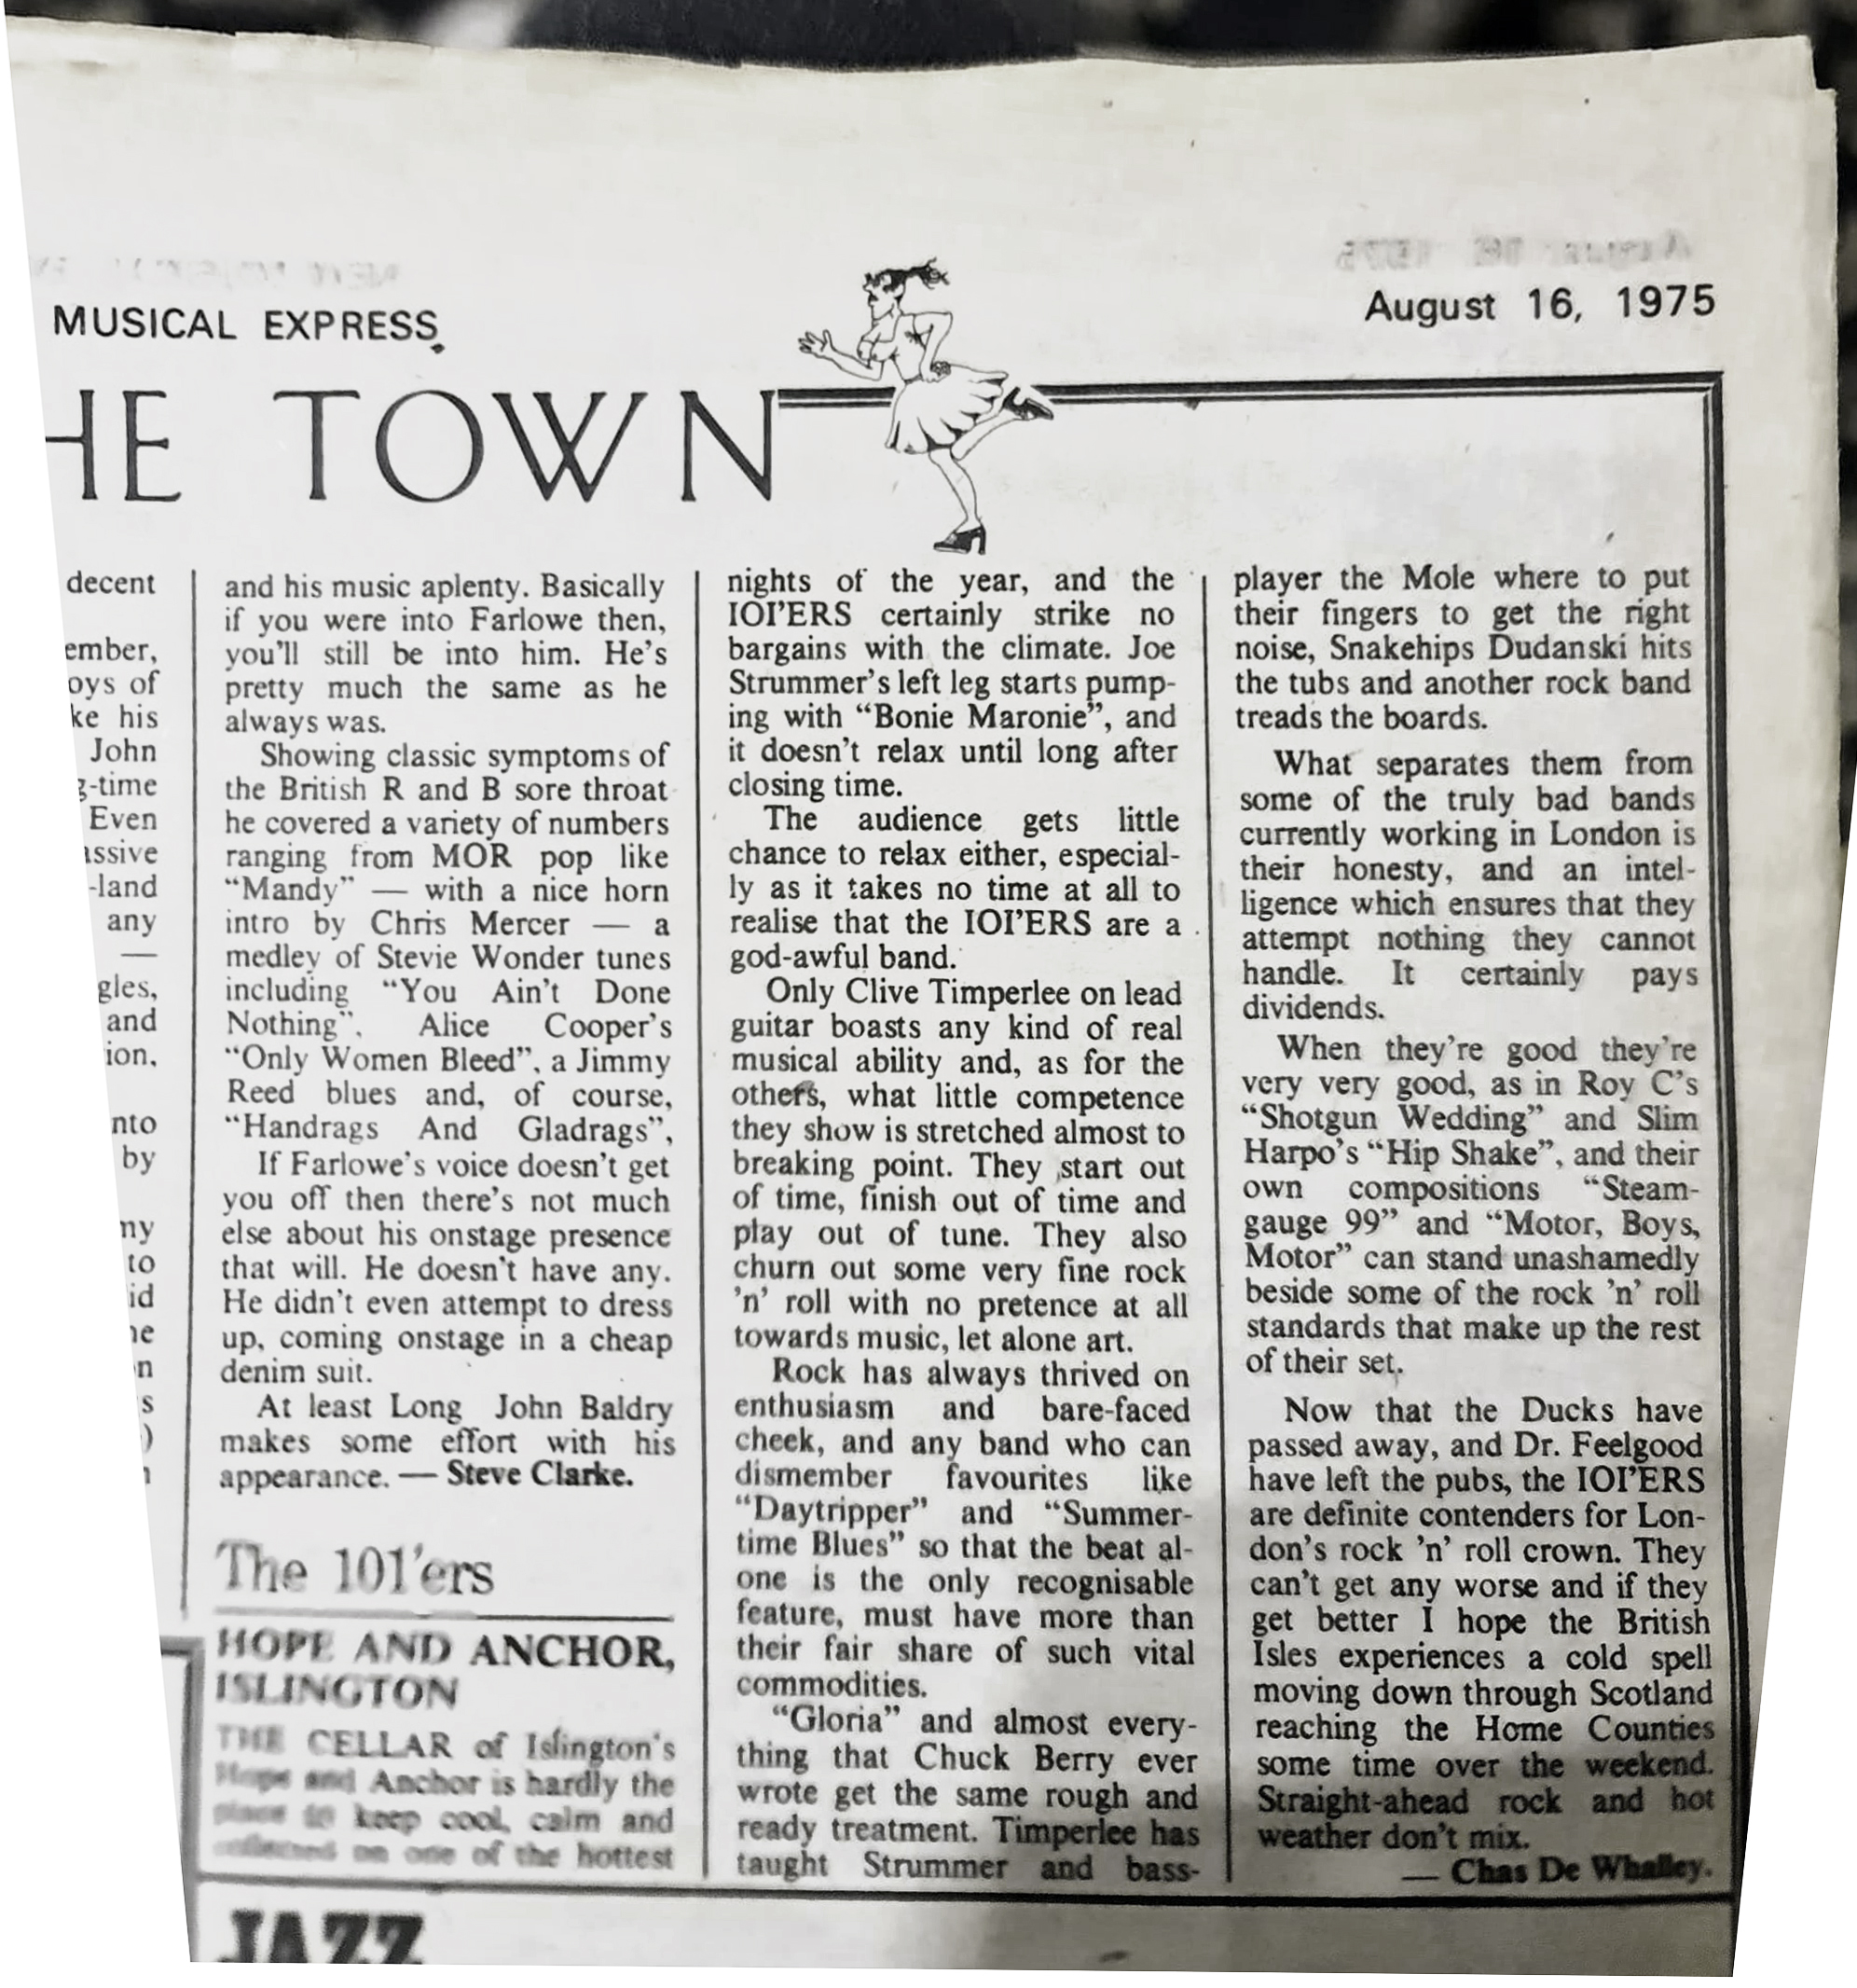 MUSICAL EXPRESS
August 16, 1975
HE TOWN
decent
ember,
oys of
ke his
John
g-time
Even
assive
-land
any
—
gles,
and
ion.
nto
by
ny
to
id
he
on
s
)
and his music aplenty. Basically
if you were into Farlowe then,
you'll still be into him. He's
pretty much the same as he
always was.
Showing classic symptoms of
the British R and B sore throat
he covered a variety of numbers
ranging from MOR pop like
“Mandy” — with a nice horn
intro by Chris Mercer — a
medley of Stevie Wonder tunes
including “You Ain't Done
Nothing”, Alice Cooper's
“Only Women Bleed”, a Jimmy
Reed blues and, of course,
“Handrags And Gladrags”,
If Farlowe's voice doesn't get
you off then there's not much
else about his onstage presence
that will. He doesn't have any.
He didn't even attempt to dress
up, coming onstage in a cheap
denim suit.
At least Long John Baldry
makes some effort with his
appearance. — Steve Clarke.
The 101'ers
HOPE AND ANCHOR,
ISLINGTON
THE CELLAR of Islington's
Hope and Anchor is hardly the
place to keep cool, calm and
collected on one of the hottest
nights of the year, and the
IOI'ERS certainly strike no
bargains with the climate. Joe
Strummer's left leg starts pump-
ing with “Bonie Maronie”, and
it doesn't relax until long after
closing time.
The audience gets little
chance to relax either, especial-
ly as it takes no time at all to
realise that the IOI'ERS are a
god-awful band.
Only Clive Timperlee on lead
guitar boasts any kind of real
musical ability and, as for the
others, what little competence
they show is stretched almost to
breaking point. They start out
of time, finish out of time and
play out of tune. They also
churn out some very fine rock
'n' roll with no pretence at all
towards music, let alone art.
Rock has always thrived on
enthusiasm and bare-faced
cheek, and any band who can
dismember favourites like
“Daytripper” and “Summer-
time Blues” so that the beat al-
one is the only recognisable
feature, must have more than
their fair share of such vital
commodities.
“Gloria” and almost every-
thing that Chuck Berry ever
wrote get the same rough and
ready treatment. Timperlee has
taught Strummer and bass-
player the Mole where to put
their fingers to get the right
noise, Snakehips Dudanski hits
the tubs and another rock band
treads the boards.
What separates them from
some of the truly bad bands
currently working in London is
their honesty, and an intel-
ligence which ensures that they
attempt nothing they cannot
handle. It certainly pays
dividends.
When they're good they're
very very good, as in Roy C's
“Shotgun Wedding” and Slim
Harpo's “Hip Shake”, and their
own compositions “Steam-
gauge 99” and “Motor, Boys,
Motor” can stand unashamedly
beside some of the rock 'n' roll
standards that make up the rest
of their set.
Now that the Ducks have
passed away, and Dr. Feelgood
have left the pubs, the IOI'ERS
are definite contenders for Lon-
don's rock 'n' roll crown. They
can't get any worse and if they
get better I hope the British
Isles experiences a cold spell
moving down through Scotland
reaching the Home Counties
some time over the weekend.
Straight-ahead rock and hot
weather don't mix.
— Chas De Whalley.
JAZZ